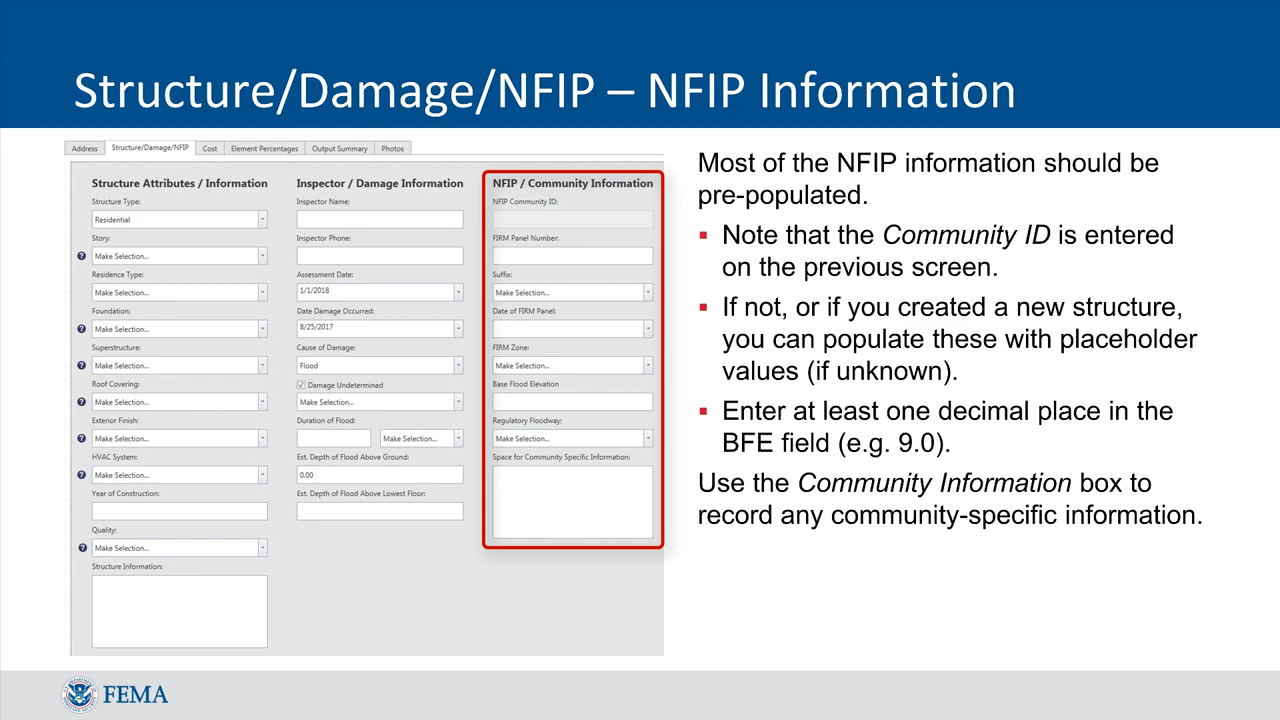 Structure/Damage/NFIP – NFIP Information
Address
Structure/Damage/NFIP
Cost
Element Percentages
Output Summary
Photos
Structure Attributes / Information
Structure Type:
Residential
Story:
Make Selection...
Residence Type:
Make Selection...
Foundation:
Make Selection...
Superstructure:
Make Selection...
Roof Covering:
Make Selection...
Exterior Finish:
Make Selection...
HVAC System:
Make Selection...
Year of Construction:
Quality:
Make Selection...
Structure Information:
Inspector / Damage Information
Inspector Name:
Inspector Phone:
Assessment Date:
1/1/2018
Date Damage Occurred:
8/25/2017
Cause of Damage:
Flood
Damage Undetermined
Make Selection...
Duration of Flood:
Make Selection...
Est. Depth of Flood Above Ground:
0.00
Est. Depth of Flood Above Lowest Floor:
NFIP / Community Information
NFIP Community ID:
FIRM Panel Number:
Suffix:
Make Selection...
Date of FIRM Panel:
FIRM Zone:
Make Selection...
Base Flood Elevation
Regulatory Floodway:
Make Selection...
Space for Community Specific Information:
Most of the NFIP information should be
pre-populated.
▪ Note that the Community ID is entered
on the previous screen.
▪ If not, or if you created a new structure,
you can populate these with placeholder
values (if unknown).
▪ Enter at least one decimal place in the
BFE field (e.g. 9.0).
Use the Community Information box to
record any community-specific information.
FEMA